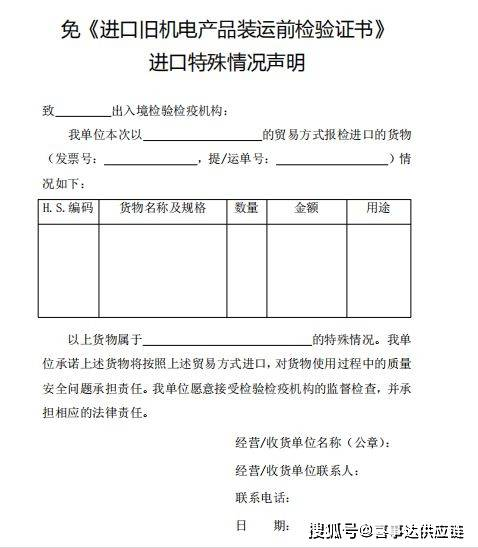 免《进口旧机电产品装运前检验证书》
进口特殊情况声明
致________出入境检验检疫机构：
我单位本次以________________的贸易方式报检进口的货物
（发票号：____________，提/运单号：______________）情
况如下：
H.S.编码 货物名称及规格 数量 金额 用途
以上货物属于______________________的特殊情况。我单
位承诺上述货物将按照上述贸易方式进口，对货物使用过程中的质量
安全问题承担责任。我单位愿意接受检验检疫机构的监督检查，并承
担相应的法律责任。
经营/收货单位名称（公章）：
经营/收货单位联系人：
联系电话：
日 期：
搜狐号@喜事达供应链